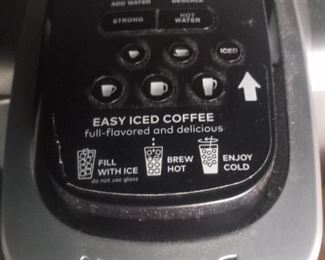 ADD WATER DESCALE
STRONG HOT WATER
ICED
EASY ICED COFFEE
full-flavored and delicious
FILL WITH ICE
do not use glass
BREW HOT
ENJOY COLD